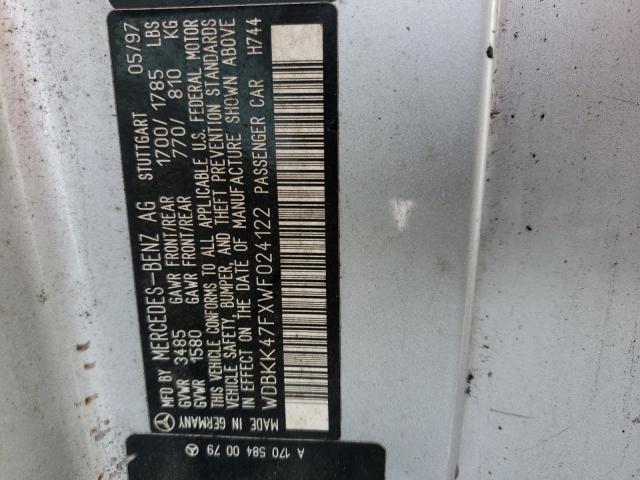 MFD BY MERCEDES-BENZ AG STUTTGART 05/97
GVWR 3485 GAWR FRONT/REAR 1700/1785 LBS
GVWR 1580 GAWR FRONT/REAR 770/ 810 KG
THIS VEHICLE CONFORMS TO ALL APPLICABLE U.S. FEDERAL MOTOR
VEHICLE SAFETY, BUMPER, AND THEFT PREVENTION STANDARDS
IN EFFECT ON THE DATE OF MANUFACTURE SHOWN ABOVE
WDBKK47FXWF024122 PASSENGER CAR H744
MADE IN GERMANY
A 170 584 00 79